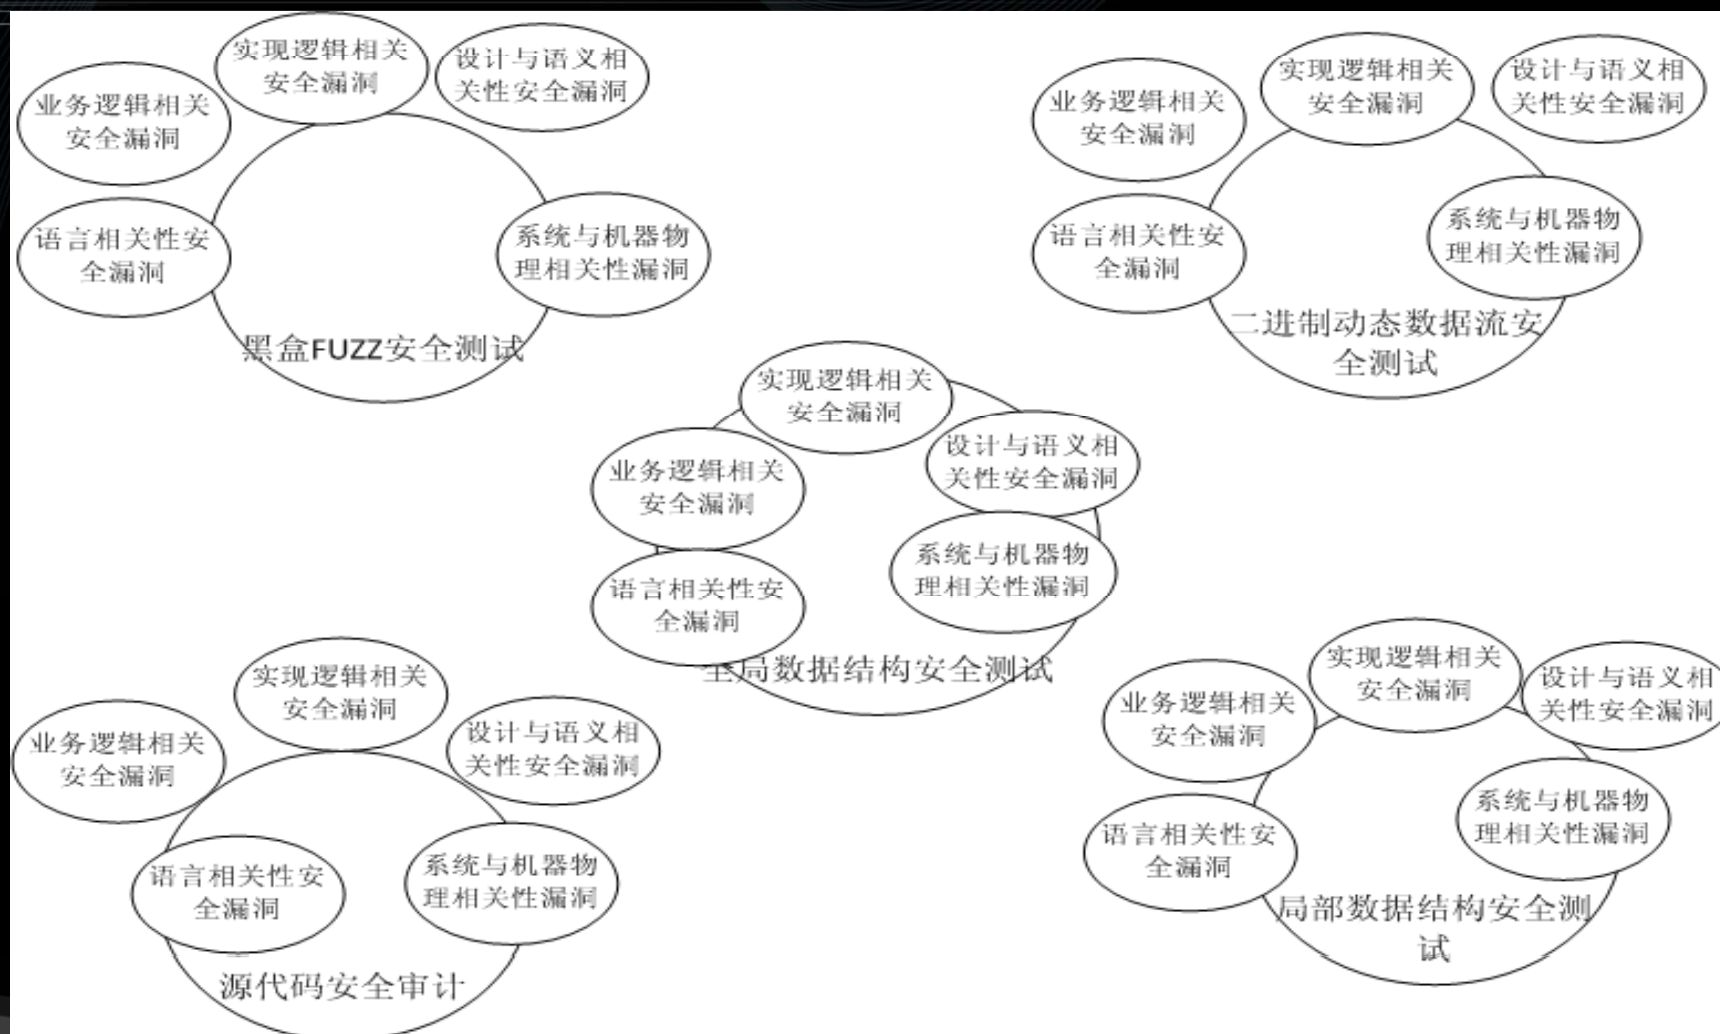 实现逻辑相关
安全漏洞
设计与语义相
关性安全漏洞
业务逻辑相关
安全漏洞
语言相关性安
全漏洞
系统与机器物
理相关性漏洞
黑盒FUZZ安全测试
实现逻辑相关
安全漏洞
设计与语义相
关性安全漏洞
业务逻辑相关
安全漏洞
语言相关性安
全漏洞
系统与机器物
理相关性漏洞
二进制动态数据流安
全测试
实现逻辑相关
安全漏洞
设计与语义相
关性安全漏洞
业务逻辑相关
安全漏洞
系统与机器物
理相关性漏洞
语言相关性安
全漏洞
全局数据结构安全测试
实现逻辑相关
安全漏洞
设计与语义相
关性安全漏洞
业务逻辑相关
安全漏洞
语言相关性安
全漏洞
系统与机器物
理相关性漏洞
源代码安全审计
实现逻辑相关
安全漏洞
设计与语义相
关性安全漏洞
业务逻辑相关
安全漏洞
系统与机器物
理相关性漏洞
语言相关性安
全漏洞
局部数据结构安全测
试